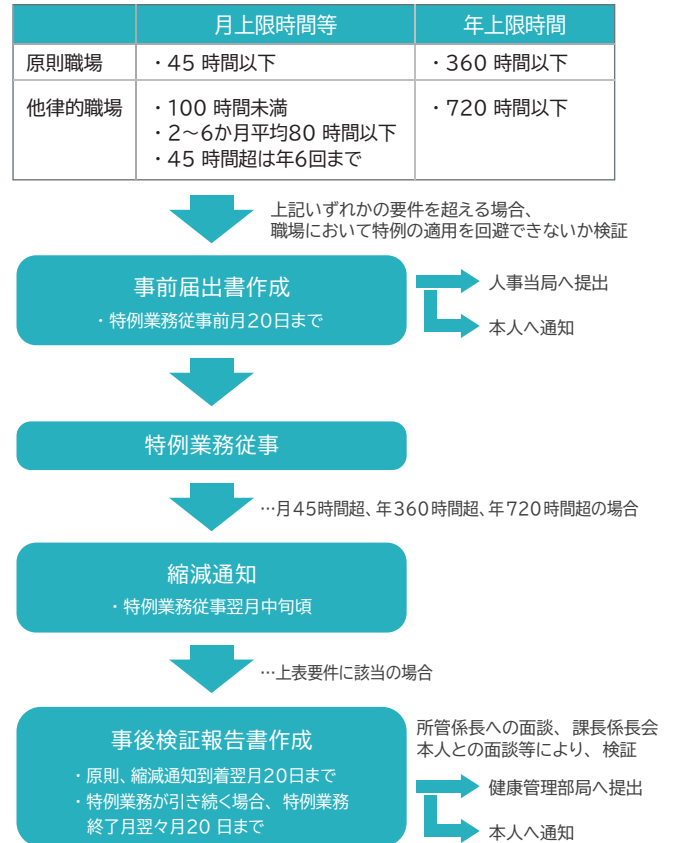 月上限時間等 年上限時間
原則職場 ・45 時間以下 ・360 時間以下
他律的職場 ・100 時間未満 ・720 時間以下
・2～6か月平均80 時間以下
・45 時間超は年6回まで
上記いずれかの要件を超える場合、
職場において特例の適用を回避できないか検証
事前届出書作成
・特例業務従事前月20日まで
人事当局へ提出
本人へ通知
特例業務従事
…月45時間超、年360時間超、年720時間超の場合
縮減通知
・特例業務従事翌月中旬頃
…上表要件に該当の場合
事後検証報告書作成
・原則、縮減通知到着翌月20日まで
・特例業務が引き続く場合、特例業務
終了月翌々月20 日まで
所管係長への面談、課長係長会
本人との面談等により、検証
健康管理部局へ提出
本人へ通知